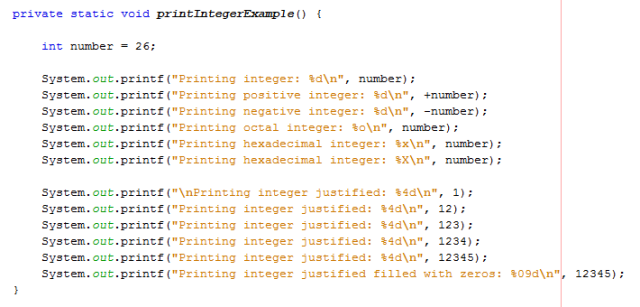 private static void printIntegerExample() {
int number = 26;
System.out.printf("Printing integer: %d\n", number);
System.out.printf("Printing positive integer: %d\n", +number);
System.out.printf("Printing negative integer: %d\n", -number);
System.out.printf("Printing octal integer: %o\n", number);
System.out.printf("Printing hexadecimal integer: %x\n", number);
System.out.printf("Printing hexadecimal integer: %X\n", number);
System.out.printf("\nPrinting integer justified: %4d\n", 1);
System.out.printf("Printing integer justified: %4d\n", 12);
System.out.printf("Printing integer justified: %4d\n", 123);
System.out.printf("Printing integer justified: %4d\n", 1234);
System.out.printf("Printing integer justified: %4d\n", 12345);
System.out.printf("Printing integer justified filled with zeros: %09d\n", 12345);
}